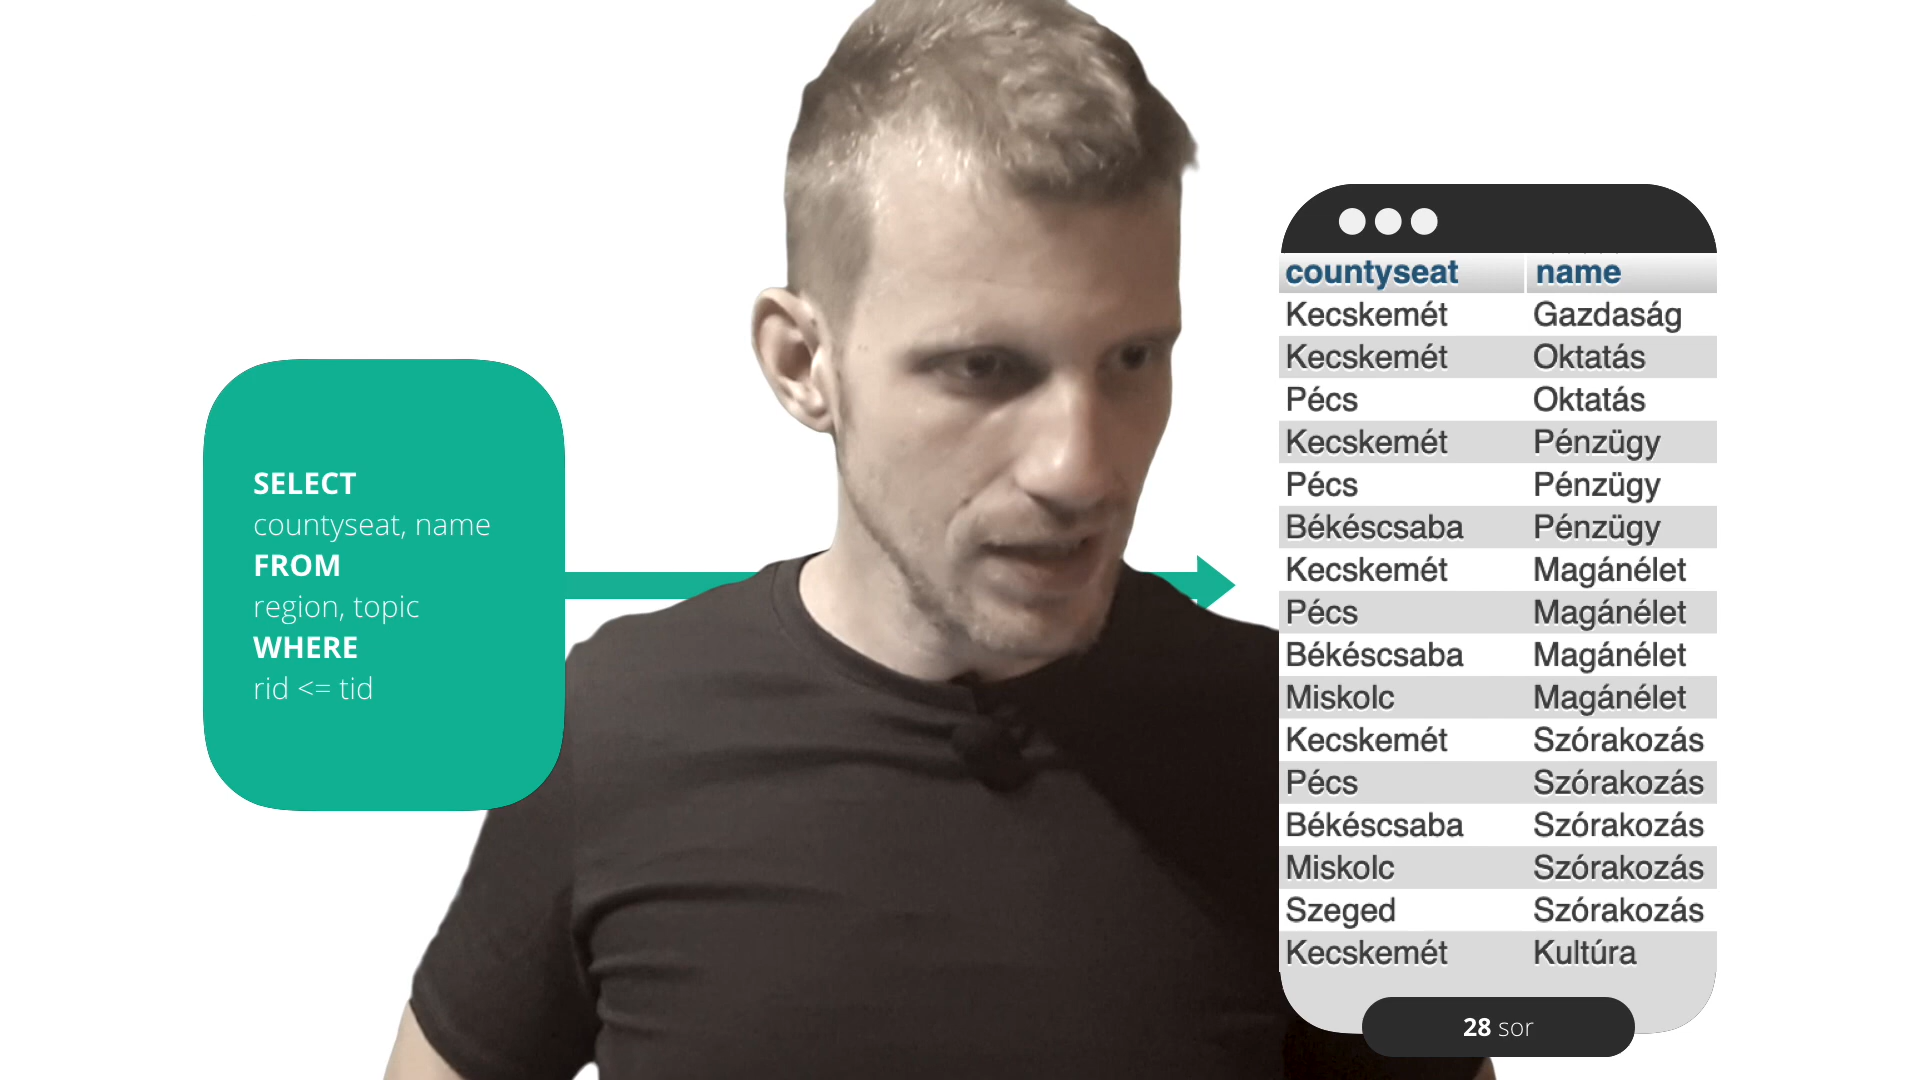 SELECT
countyseat, name
FROM
region, topic
WHERE
rid <= tid
countyseat name
Kecskemét Gazdaság
Kecskemét Oktatás
Pécs Oktatás
Kecskemét Pénzügy
Pécs Pénzügy
Békéscsaba Pénzügy
Kecskemét Magánélet
Pécs Magánélet
Békéscsaba Magánélet
Miskolc Magánélet
Kecskemét Szórakozás
Pécs Szórakozás
Békéscsaba Szórakozás
Miskolc Szórakozás
Szeged Szórakozás
Kecskemét Kultúra
28 sor